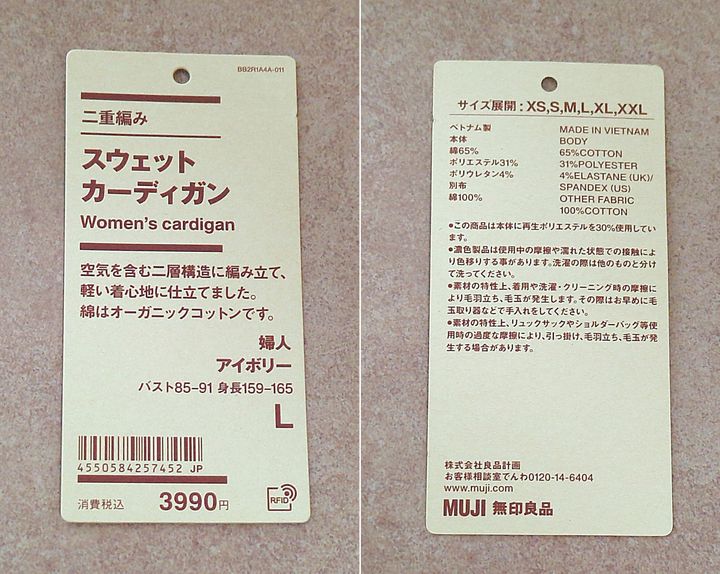 BB2R1A4A-011
二重編み
スウェット
カーディガン
Women's cardigan
空気を含む二層構造に編み立て、
軽い着心地に仕立てました。
綿はオーガニックコットンです。
婦人
アイボリー
バスト85-91 身長159-165
L
4550584257452 JP
消費税込 3990円
RFID
サイズ展開：XS,S,M,L,XL,XXL
ベトナム製 MADE IN VIETNAM
本体 BODY
綿65% 65%COTTON
ポリエステル31% 31%POLYESTER
ポリウレタン4% 4%ELASTANE (UK)/
別布 SPANDEX (US)
綿100% OTHER FABRIC
100%COTTON
●この商品は本体に再生ポリエステルを30%使用してい
ます。
●濃色製品は使用中の摩擦や濡れた状態での接触によ
り色移りする事があります。洗濯の際は他のものと分け
て洗ってください。
●素材の特性上、着用や洗濯・クリーニング時の摩擦に
より毛羽立ち、毛玉が発生します。その際はお早めに毛
玉取り器などで手入れをしてください。
●素材の特性上、リュックサックやショルダーバッグ等使
用時の過度な摩擦により、引っ掛け、毛羽立ち、毛玉が発
生する場合があります。
株式会社良品計画
お客様相談室でんわ0120-14-6404
www.muji.com
MUJI 無印良品